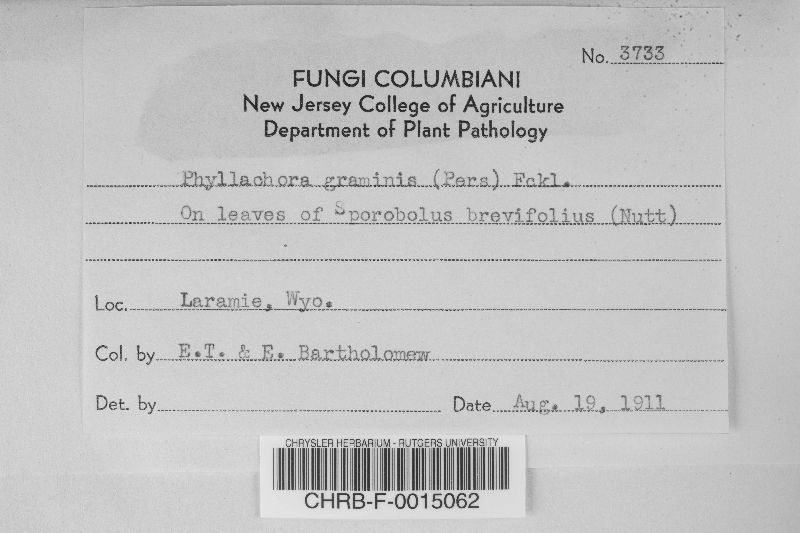 No. 3733
FUNGI COLUMBIANI
New Jersey College of Agriculture
Department of Plant Pathology
Phyllachora graminis (Pers) Fckl.
On leaves of Sporobolus brevifolius (Nutt)
Loc. Laramie, Wyo.
Col. by E.T. & E. Bartholomew
Det. by Date Aug. 19, 1911
CHRYSLER HERBARIUM - RUTGERS UNIVERSITY
CHRB-F-0015062